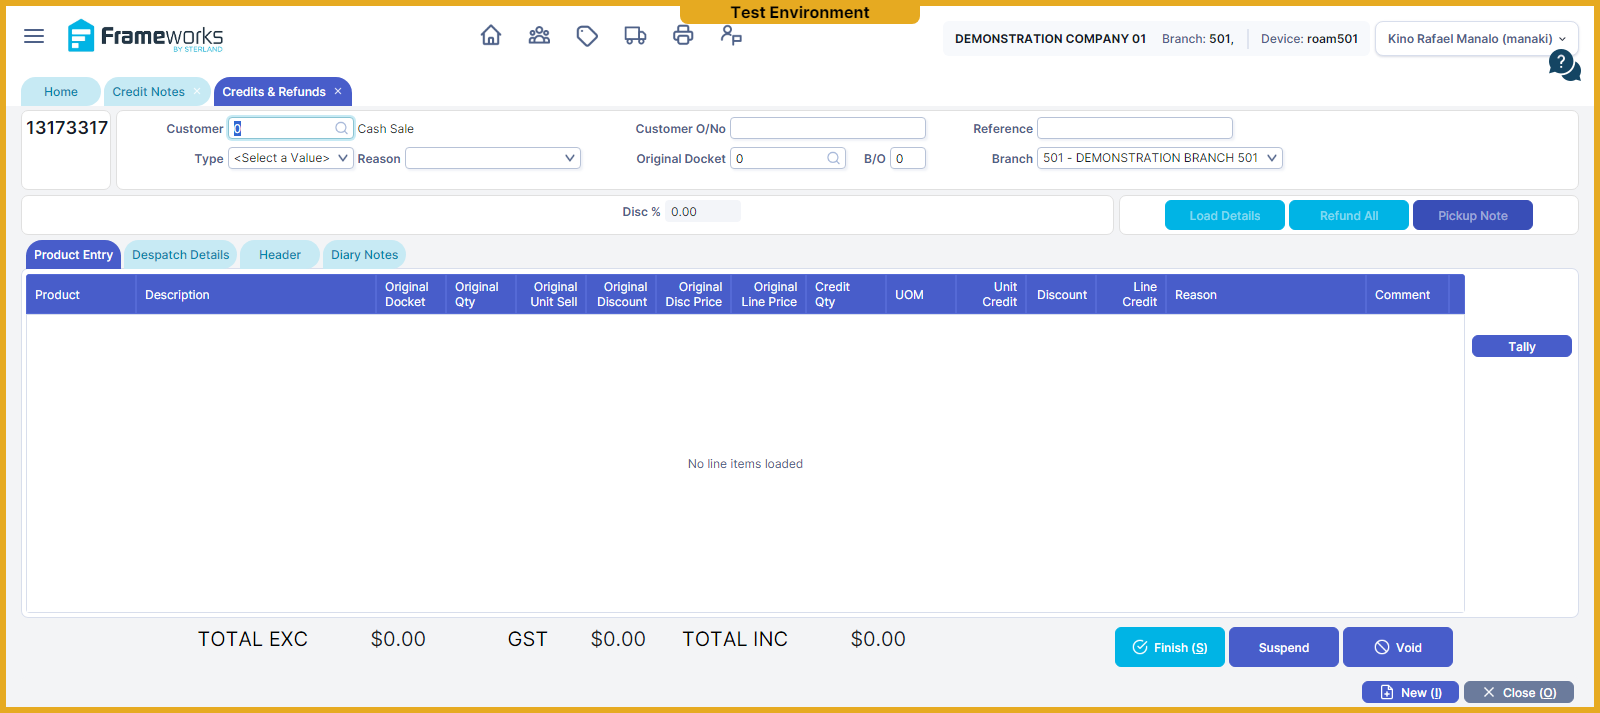 Test Environment
Frameworks
BY STERLAND
DEMONSTRATION COMPANY 01 Branch: 501, Device: roam501 Kino Rafael Manalo (manaki)
?
Home Credit Notes × Credits & Refunds ×
13173317
Customer 0 Cash Sale Customer O/No Reference
Type <Select a Value> Reason Original Docket 0 B/O 0 Branch 501 - DEMONSTRATION BRANCH 501
Disc % 0.00 Load Details Refund All Pickup Note
Product Entry Despatch Details Header Diary Notes
Product Description Original Docket Original Qty Original Unit Sell Original Discount Original Disc Price Original Line Price Credit Qty UOM Unit Credit Discount Line Credit Reason Comment
Tally
No line items loaded
TOTAL EXC $0.00 GST $0.00 TOTAL INC $0.00
Finish (S) Suspend Void
New (I) Close (O)